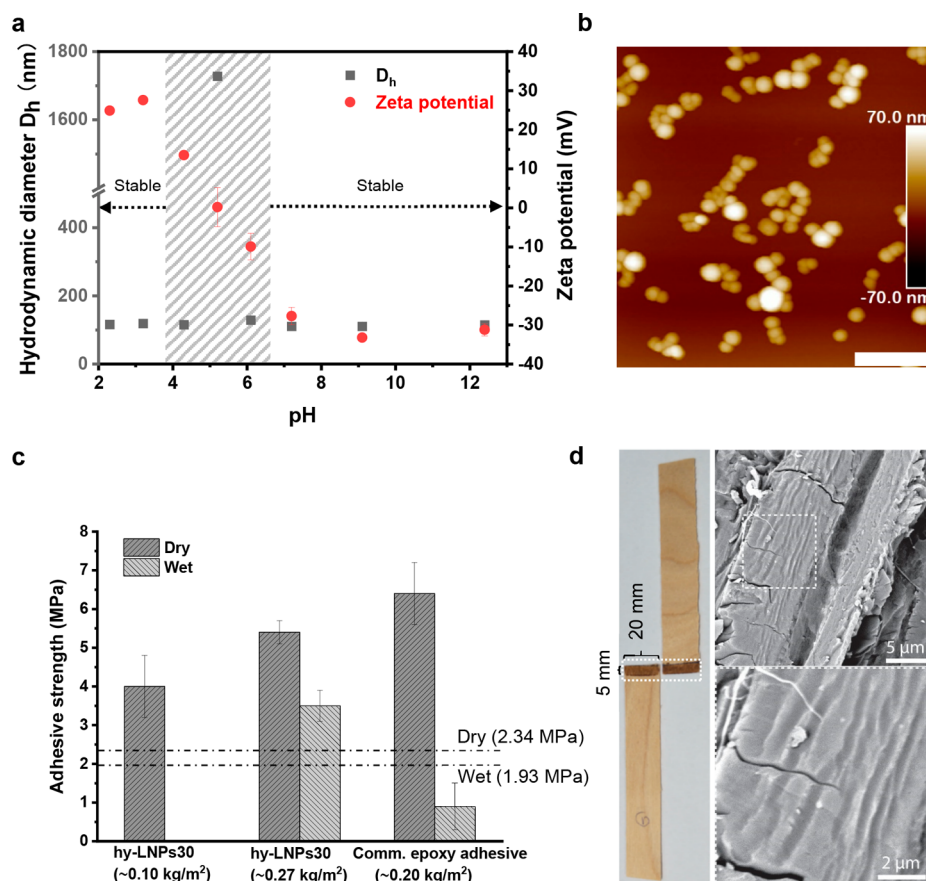 a
1800
1600
400
200
0
Hydrodynamic diameter Dh (nm)
2
4
6
8
10
12
pH
40
30
20
10
0
-10
-20
-30
-40
Zeta potential (mV)
Dh
Zeta potential
Stable
Stable
b
70.0 nm
-70.0 nm
c
8
7
6
5
4
3
2
1
0
Adhesive strength (MPa)
Dry
Wet
Dry (2.34 MPa)
Wet (1.93 MPa)
hy-LNPs30
(~0.10 kg/m²)
hy-LNPs30
(~0.27 kg/m²)
Comm. epoxy adhesive
(~0.20 kg/m²)
d
20 mm
5 mm
5 µm
2 µm